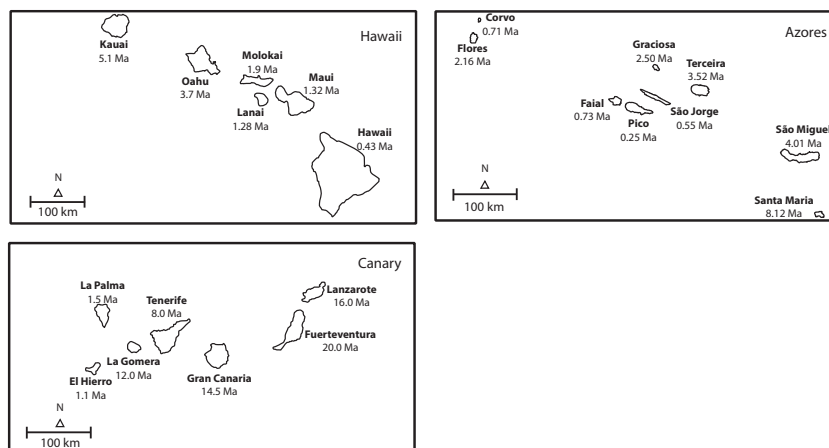 Hawaii
Kauai
5.1 Ma
Oahu
3.7 Ma
Molokai
1.9 Ma
Lanai
1.28 Ma
Maui
1.32 Ma
Hawaii
0.43 Ma
N
100 km
Azores
Corvo
0.71 Ma
Flores
2.16 Ma
Graciosa
2.50 Ma
Terceira
3.52 Ma
Faial
0.73 Ma
Pico
0.25 Ma
São Jorge
0.55 Ma
São Miguel
4.01 Ma
Santa Maria
8.12 Ma
N
100 km
Canary
La Palma
1.5 Ma
Tenerife
8.0 Ma
La Gomera
12.0 Ma
El Hierro
1.1 Ma
Gran Canaria
14.5 Ma
Lanzarote
16.0 Ma
Fuerteventura
20.0 Ma
N
100 km